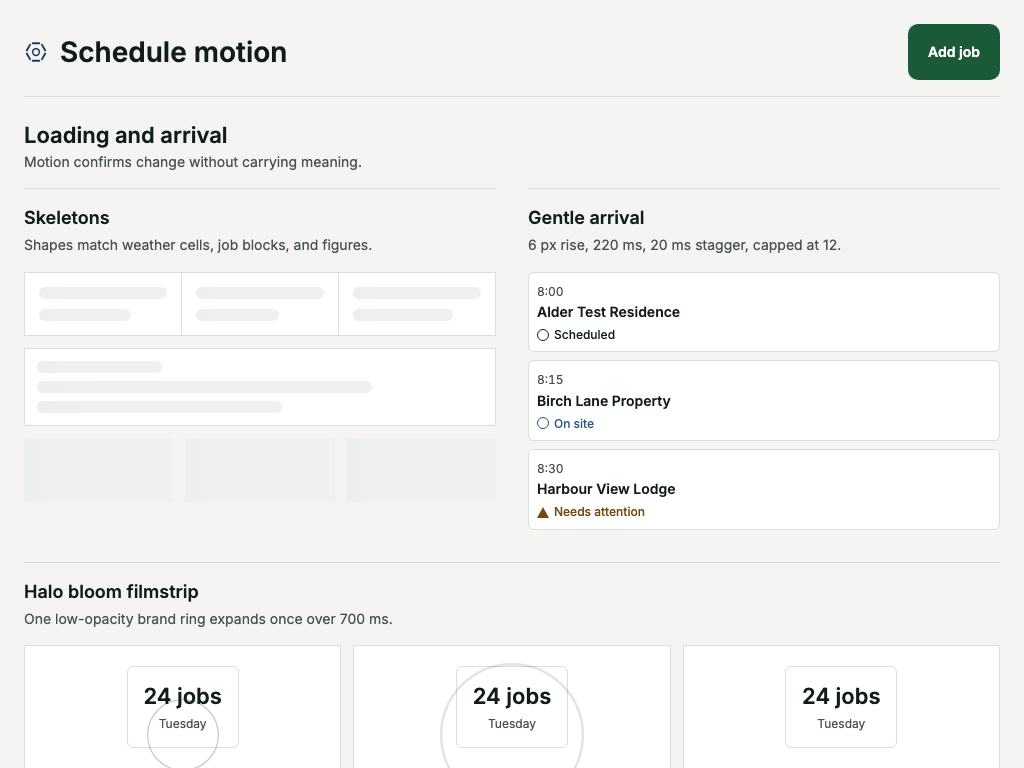 Schedule motion
Add job
Loading and arrival
Motion confirms change without carrying meaning.
Skeletons
Shapes match weather cells, job blocks, and figures.
Gentle arrival
6 px rise, 220 ms, 20 ms stagger, capped at 12.
8:00
Alder Test Residence
Scheduled
8:15
Birch Lane Property
On site
8:30
Harbour View Lodge
Needs attention
Halo bloom filmstrip
One low-opacity brand ring expands once over 700 ms.
24 jobs
Tuesday
24 jobs
Tuesday
24 jobs
Tuesday